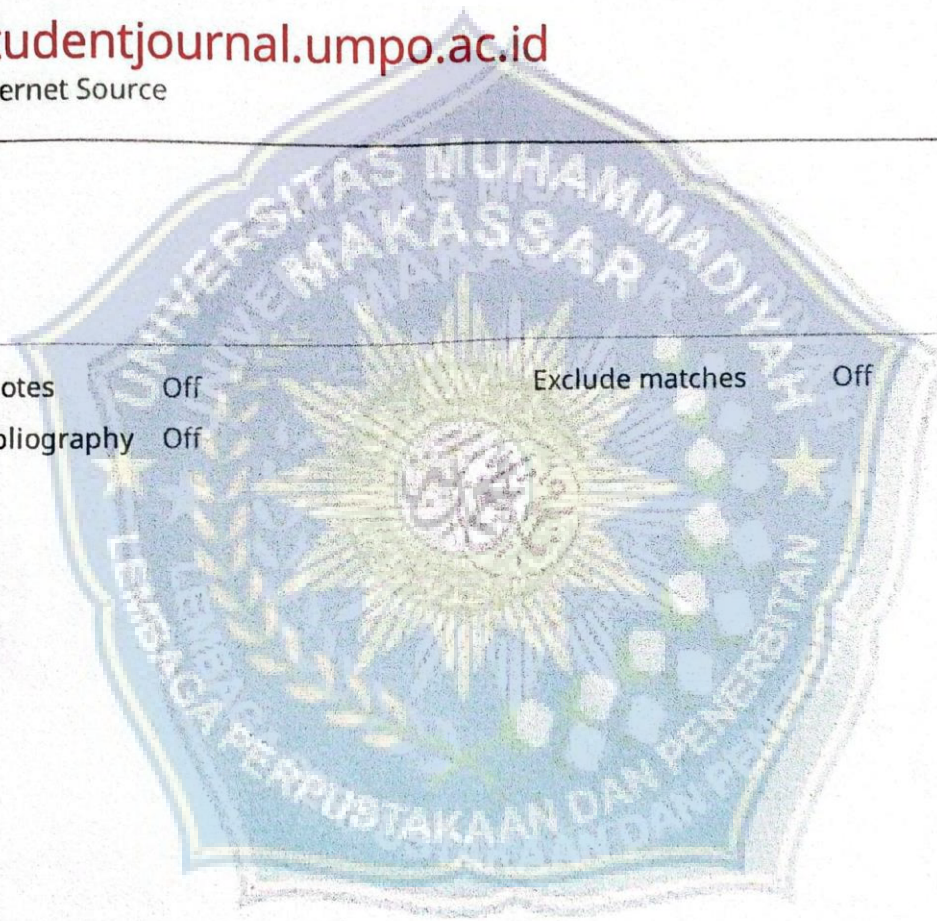 tudentjournal.umpo.ac.id
ernet Source
UNIVERSITAS MUHAMMADIYAH
MAKASSAR
otes Off Exclude matches Off
bliography Off
LEMBAGA PERPUSTAKAAN DAN PENERBITAN